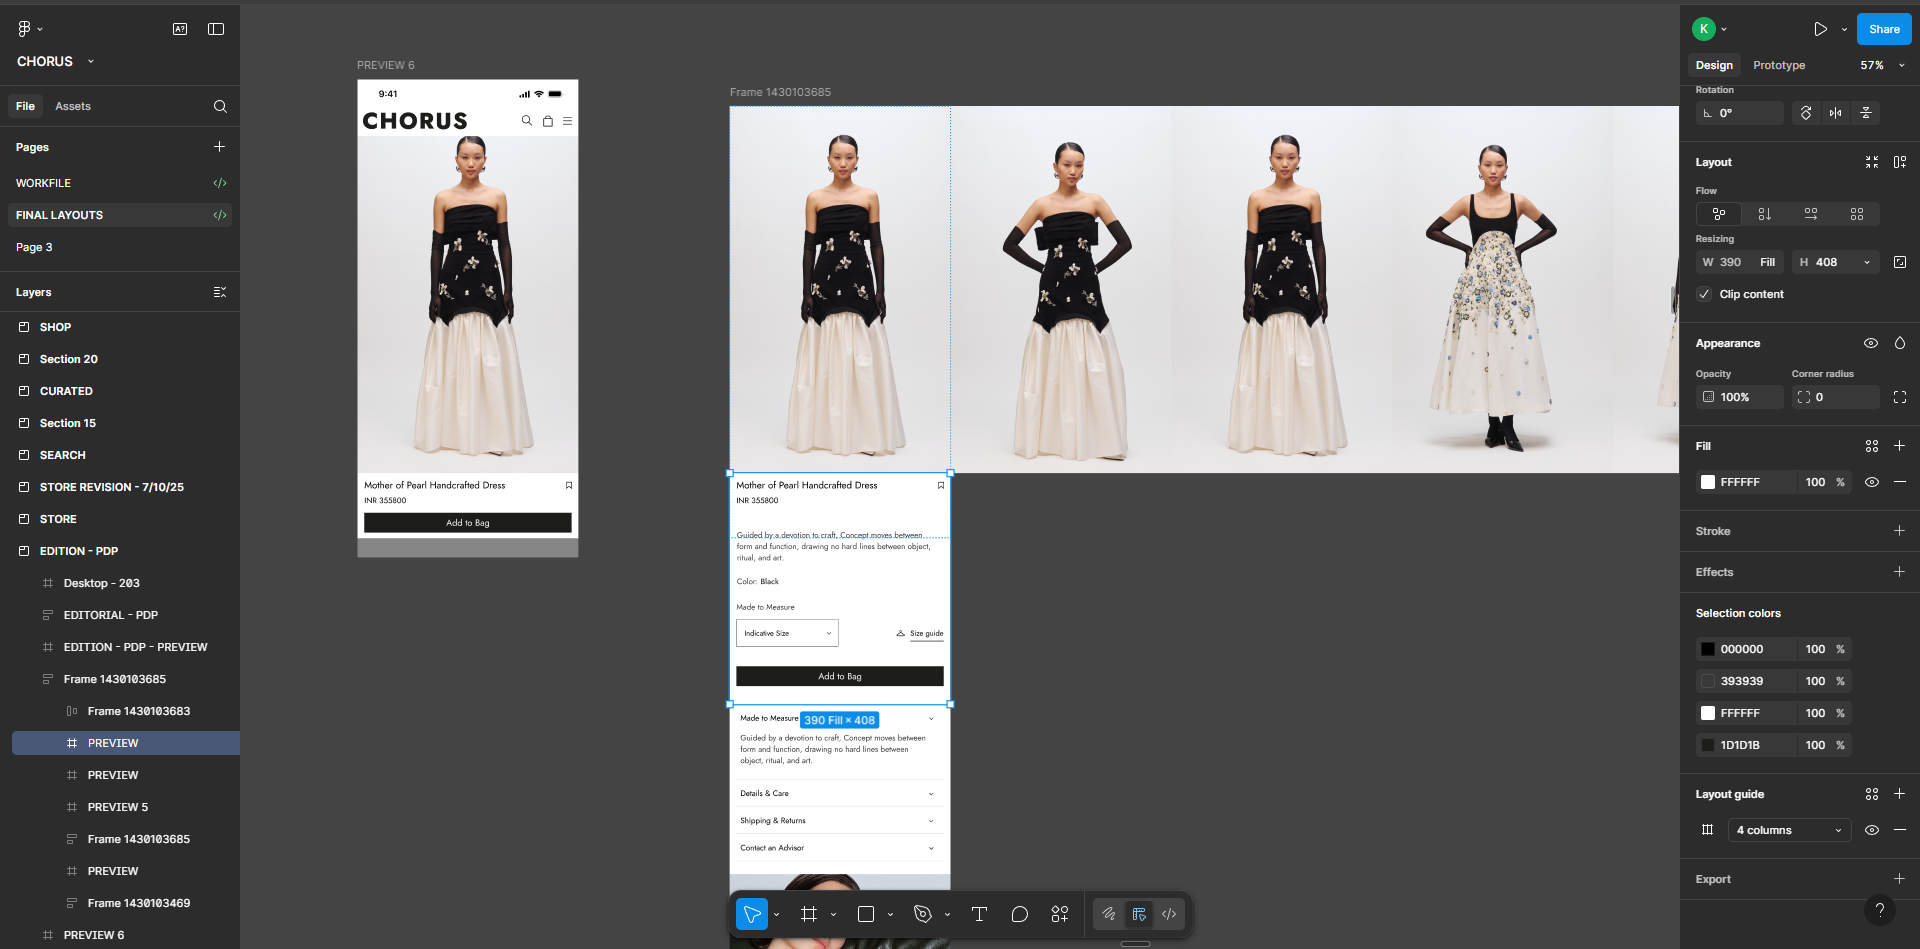 CHORUS
File
Assets
Pages
WORKFILE
FINAL LAYOUTS
Page 3
Layers
SHOP
Section 20
CURATED
Section 15
SEARCH
STORE REVISION - 7/10/25
STORE
EDITION - PDP
Desktop - 203
EDITORIAL - PDP
EDITION - PDP - PREVIEW
Frame 1430103685
Frame 1430103683
PREVIEW
PREVIEW
PREVIEW 5
Frame 1430103685
PREVIEW
Frame 1430103469
PREVIEW 6
PREVIEW 6
9:41
CHORUS
Mother of Pearl Handcrafted Dress
INR 355800
Add to Bag
Frame 1430103685
Mother of Pearl Handcrafted Dress
INR 355800
Guided by a devotion to craft, Concept moves between
form and function, drawing no hard lines between object,
ritual, and art.
Color: Black
Made to Measure
Indicative Size
Size guide
Add to Bag
Made to Measure
390 Fill × 408
Guided by a devotion to craft, Concept moves between
form and function, drawing no hard lines between
object, ritual, and art.
Details & Care
Shipping & Returns
Contact an Advisor
K
Share
Design
Prototype
57%
Rotation
0°
Layout
Flow
Resizing
W 390 Fill
H 408
Clip content
Appearance
Opacity
Corner radius
100%
0
Fill
FFFFFF 100 %
Stroke
Effects
Selection colors
000000 100 %
393939 100 %
FFFFFF 100 %
1D1D1B 100 %
Layout guide
4 columns
Export
?